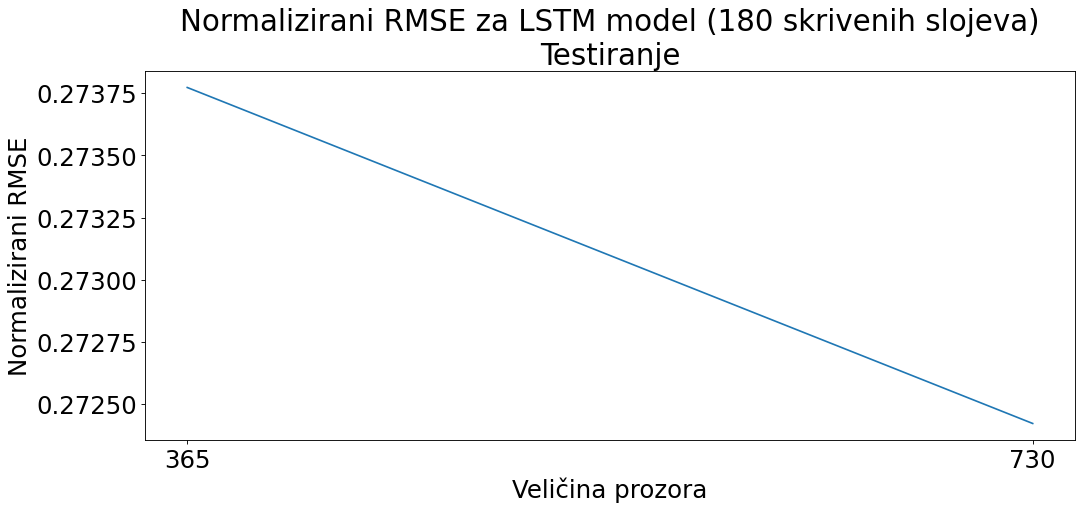 Normalizirani RMSE za LSTM model (180 skrivenih slojeva)
Testiranje
Normalizirani RMSE
0.27375
0.27350
0.27325
0.27300
0.27275
0.27250
365
730
Veličina prozora